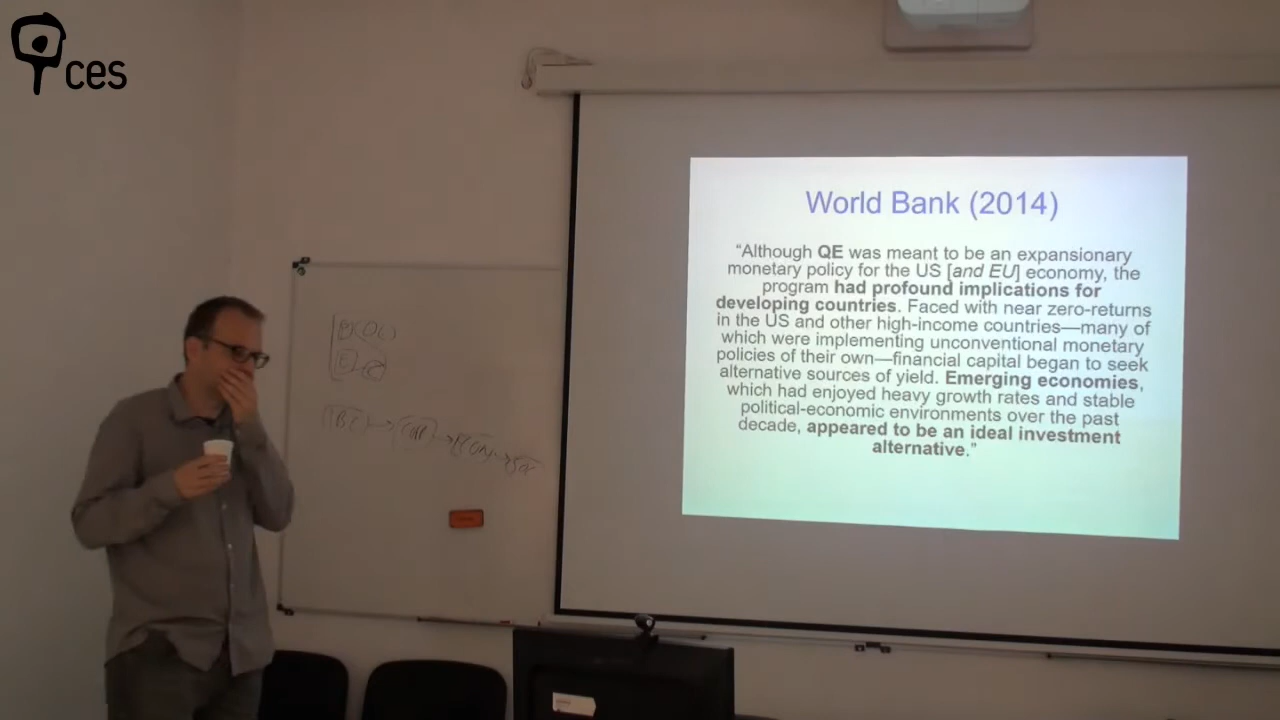 ces
World Bank (2014)
“Although QE was meant to be an expansionary
monetary policy for the US [and EU] economy, the
program had profound implications for
developing countries. Faced with near zero-returns
in the US and other high-income countries—many of
which were implementing unconventional monetary
policies of their own—financial capital began to seek
alternative sources of yield. Emerging economies,
which had enjoyed heavy growth rates and stable
political-economic environments over the past
decade, appeared to be an ideal investment
alternative.”